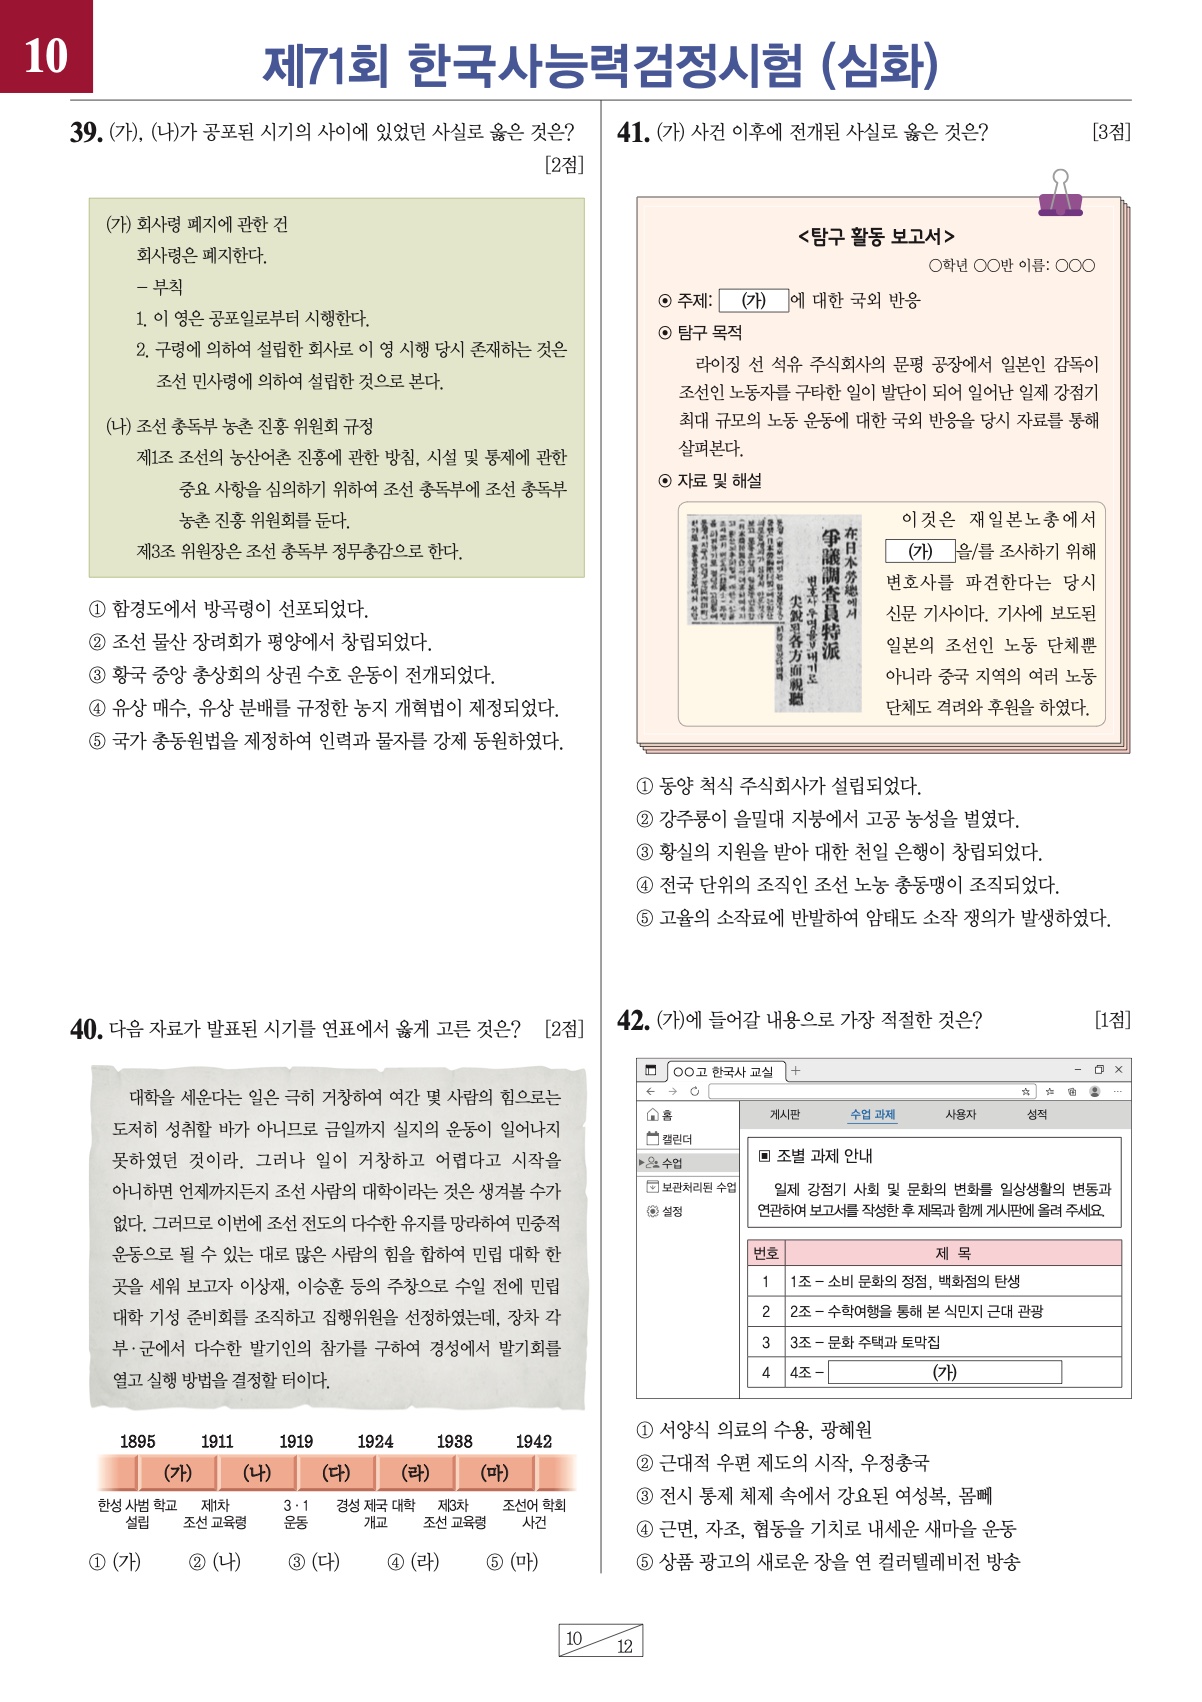 10
제71회 한국사능력검정시험 (심화)
39. (가), (나)가 공포된 시기의 사이에 있었던 사실로 옳은 것은?
[2점]
(가) 회사령 폐지에 관한 건
회사령은 폐지한다.
- 부칙
1. 이 영은 공포일로부터 시행한다.
2. 구령에 의하여 설립한 회사로 이 영 시행 당시 존재하는 것은
조선 민사령에 의하여 설립한 것으로 본다.
(나) 조선 총독부 농촌 진흥 위원회 규정
제1조 조선의 농산어촌 진흥에 관한 방침, 시설 및 통제에 관한
중요 사항을 심의하기 위하여 조선 총독부에 조선 총독부
농촌 진흥 위원회를 둔다.
제3조 위원장은 조선 총독부 정무총감으로 한다.
① 함경도에서 방곡령이 선포되었다.
② 조선 물산 장려회가 평양에서 창립되었다.
③ 황국 중앙 총상회의 상권 수호 운동이 전개되었다.
④ 유상 매수, 유상 분배를 규정한 농지 개혁법이 제정되었다.
⑤ 국가 총동원법을 제정하여 인력과 물자를 강제 동원하였다.
40. 다음 자료가 발표된 시기를 연표에서 옳게 고른 것은? [2점]
대학을 세운다는 일은 극히 거창하여 여간 몇 사람의 힘으로는
도저히 성취할 바가 아니므로 금일까지 실지의 운동이 일어나지
못하였던 것이라. 그러나 일이 거창하고 어렵다고 시작을
아니하면 언제까지든지 조선 사람의 대학이라는 것은 생겨볼 수가
없다. 그러므로 이번에 조선 전도의 다수한 유지를 망라하여 민중적
운동으로 될 수 있는 대로 많은 사람의 힘을 합하여 민립 대학 한
곳을 세워 보고자 이상재, 이승훈 등의 주창으로 수일 전에 민립
대학 기성 준비회를 조직하고 집행위원을 선정하였는데, 장차 각
부·군에서 다수한 발기인의 참가를 구하여 경성에서 발기회를
열고 실행 방법을 결정할 터이다.
1895 1911 1919 1924 1938 1942
(가) (나) (다) (라) (마)
한성 사범 학교 제1차 3·1 경성 제국 대학 제3차 조선어 학회
설립 조선 교육령 운동 개교 조선 교육령 사건
① (가) ② (나) ③ (다) ④ (라) ⑤ (마)
41. (가) 사건 이후에 전개된 사실로 옳은 것은? [3점]
<탐구 활동 보고서>
○학년 ○○반 이름: ○○○
⊙ 주제: (가) 에 대한 국외 반응
⊙ 탐구 목적
라이징 선 석유 주식회사의 문평 공장에서 일본인 감독이
조선인 노동자를 구타한 일이 발단이 되어 일어난 일제 강점기
최대 규모의 노동 운동에 대한 국외 반응을 당시 자료를 통해
살펴본다.
⊙ 자료 및 해설
在日本勞總에서
爭議調査員特派
변호사 우
尖銳한各方面視聽
이것은 재일본노총에서
(가) 을/를 조사하기 위해
변호사를 파견한다는 당시
신문 기사이다. 기사에 보도된
일본의 조선인 노동 단체뿐
아니라 중국 지역의 여러 노동
단체도 격려와 후원을 하였다.
① 동양 척식 주식회사가 설립되었다.
② 강주룡이 을밀대 지붕에서 고공 농성을 벌였다.
③ 황실의 지원을 받아 대한 천일 은행이 창립되었다.
④ 전국 단위의 조직인 조선 노농 총동맹이 조직되었다.
⑤ 고율의 소작료에 반발하여 암태도 소작 쟁의가 발생하였다.
42. (가)에 들어갈 내용으로 가장 적절한 것은? [1점]
○○고 한국사 교실
홈
캘린더
수업
보관처리된 수업
설정
게시판 수업 과제 사용자 성적
▣ 조별 과제 안내
일제 강점기 사회 및 문화의 변화를 일상생활의 변동과
연관하여 보고서를 작성한 후 제목과 함께 게시판에 올려 주세요.
번호 제 목
1 1조 - 소비 문화의 정점, 백화점의 탄생
2 2조 - 수학여행을 통해 본 식민지 근대 관광
3 3조 - 문화 주택과 토막집
4 4조 - (가)
① 서양식 의료의 수용, 광혜원
② 근대적 우편 제도의 시작, 우정총국
③ 전시 통제 체제 속에서 강요된 여성복, 몸뻬
④ 근면, 자조, 협동을 기치로 내세운 새마을 운동
⑤ 상품 광고의 새로운 장을 연 컬러텔레비전 방송
10
12